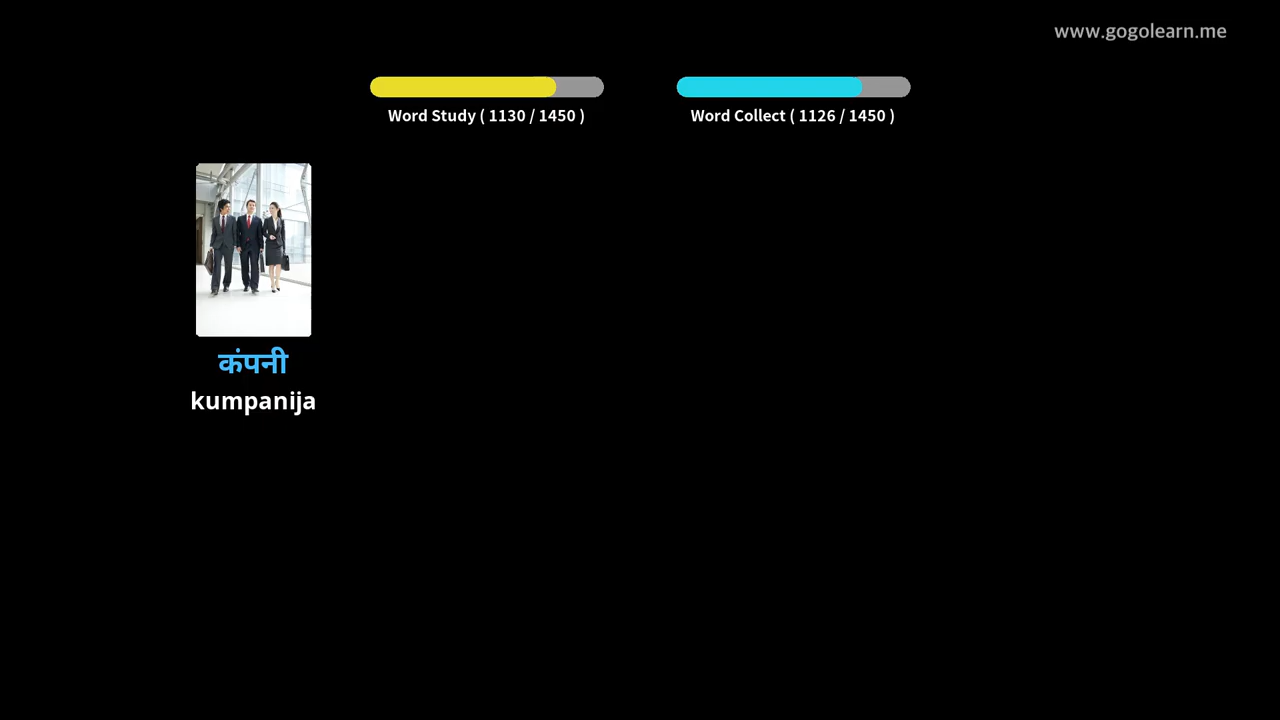 www.gogolearn.me
Word Study ( 1130 / 1450 )
Word Collect ( 1126 / 1450 )
कंपनी
kumpanija